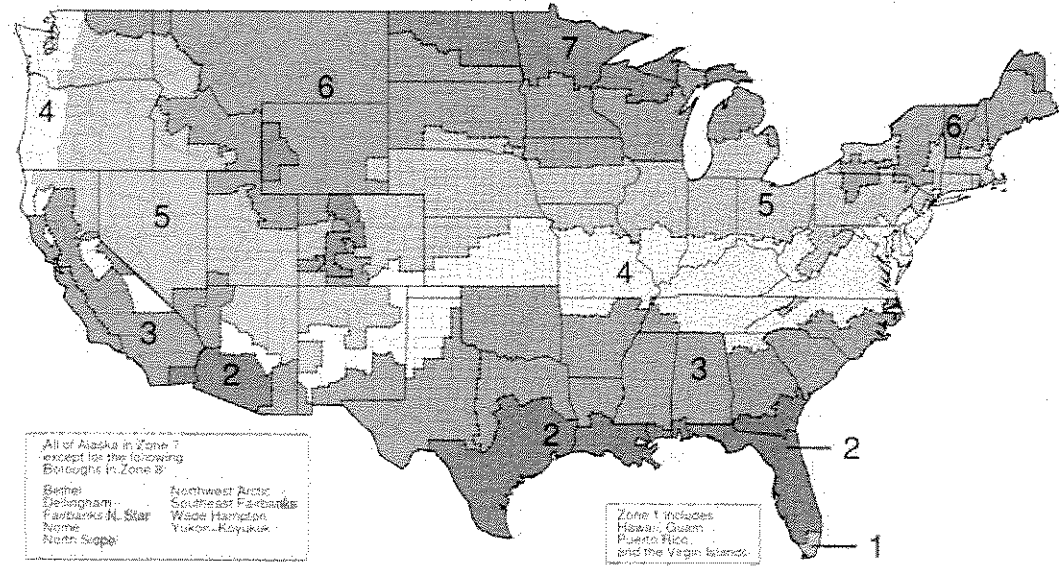 7
6
4
6
5
5
4
3
3
2
2
2
1
All of Alaska in Zone 7
except for the following
Boroughs in Zone 8:
Bethel
Dellingham
Fairbanks N. Star
Nome
North Slope
Northwest Arctic
Southeast Fairbanks
Wade Hampton
Yukon-Koyukuk
Zone 1 includes
Hawaii, Guam,
Puerto Rico,
and the Virgin Islands